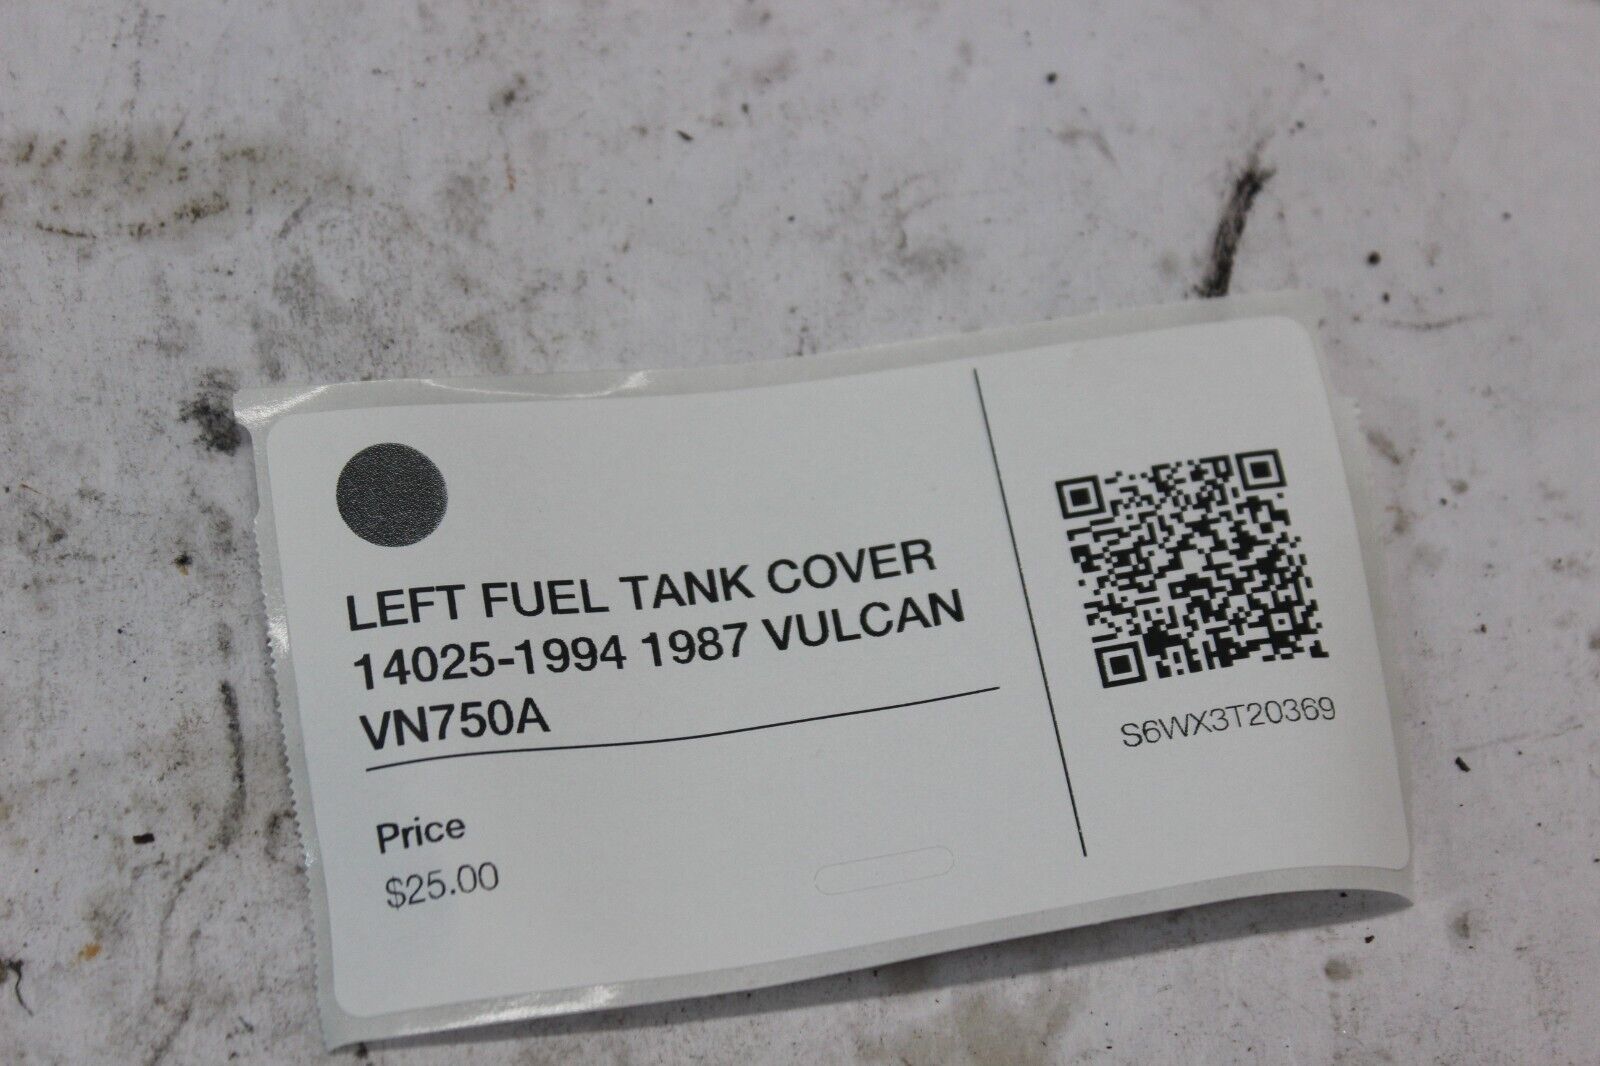 LEFT FUEL TANK COVER
14025-1994 1987 VULCAN
VN750A
Price
$25.00
S6WX3T20369